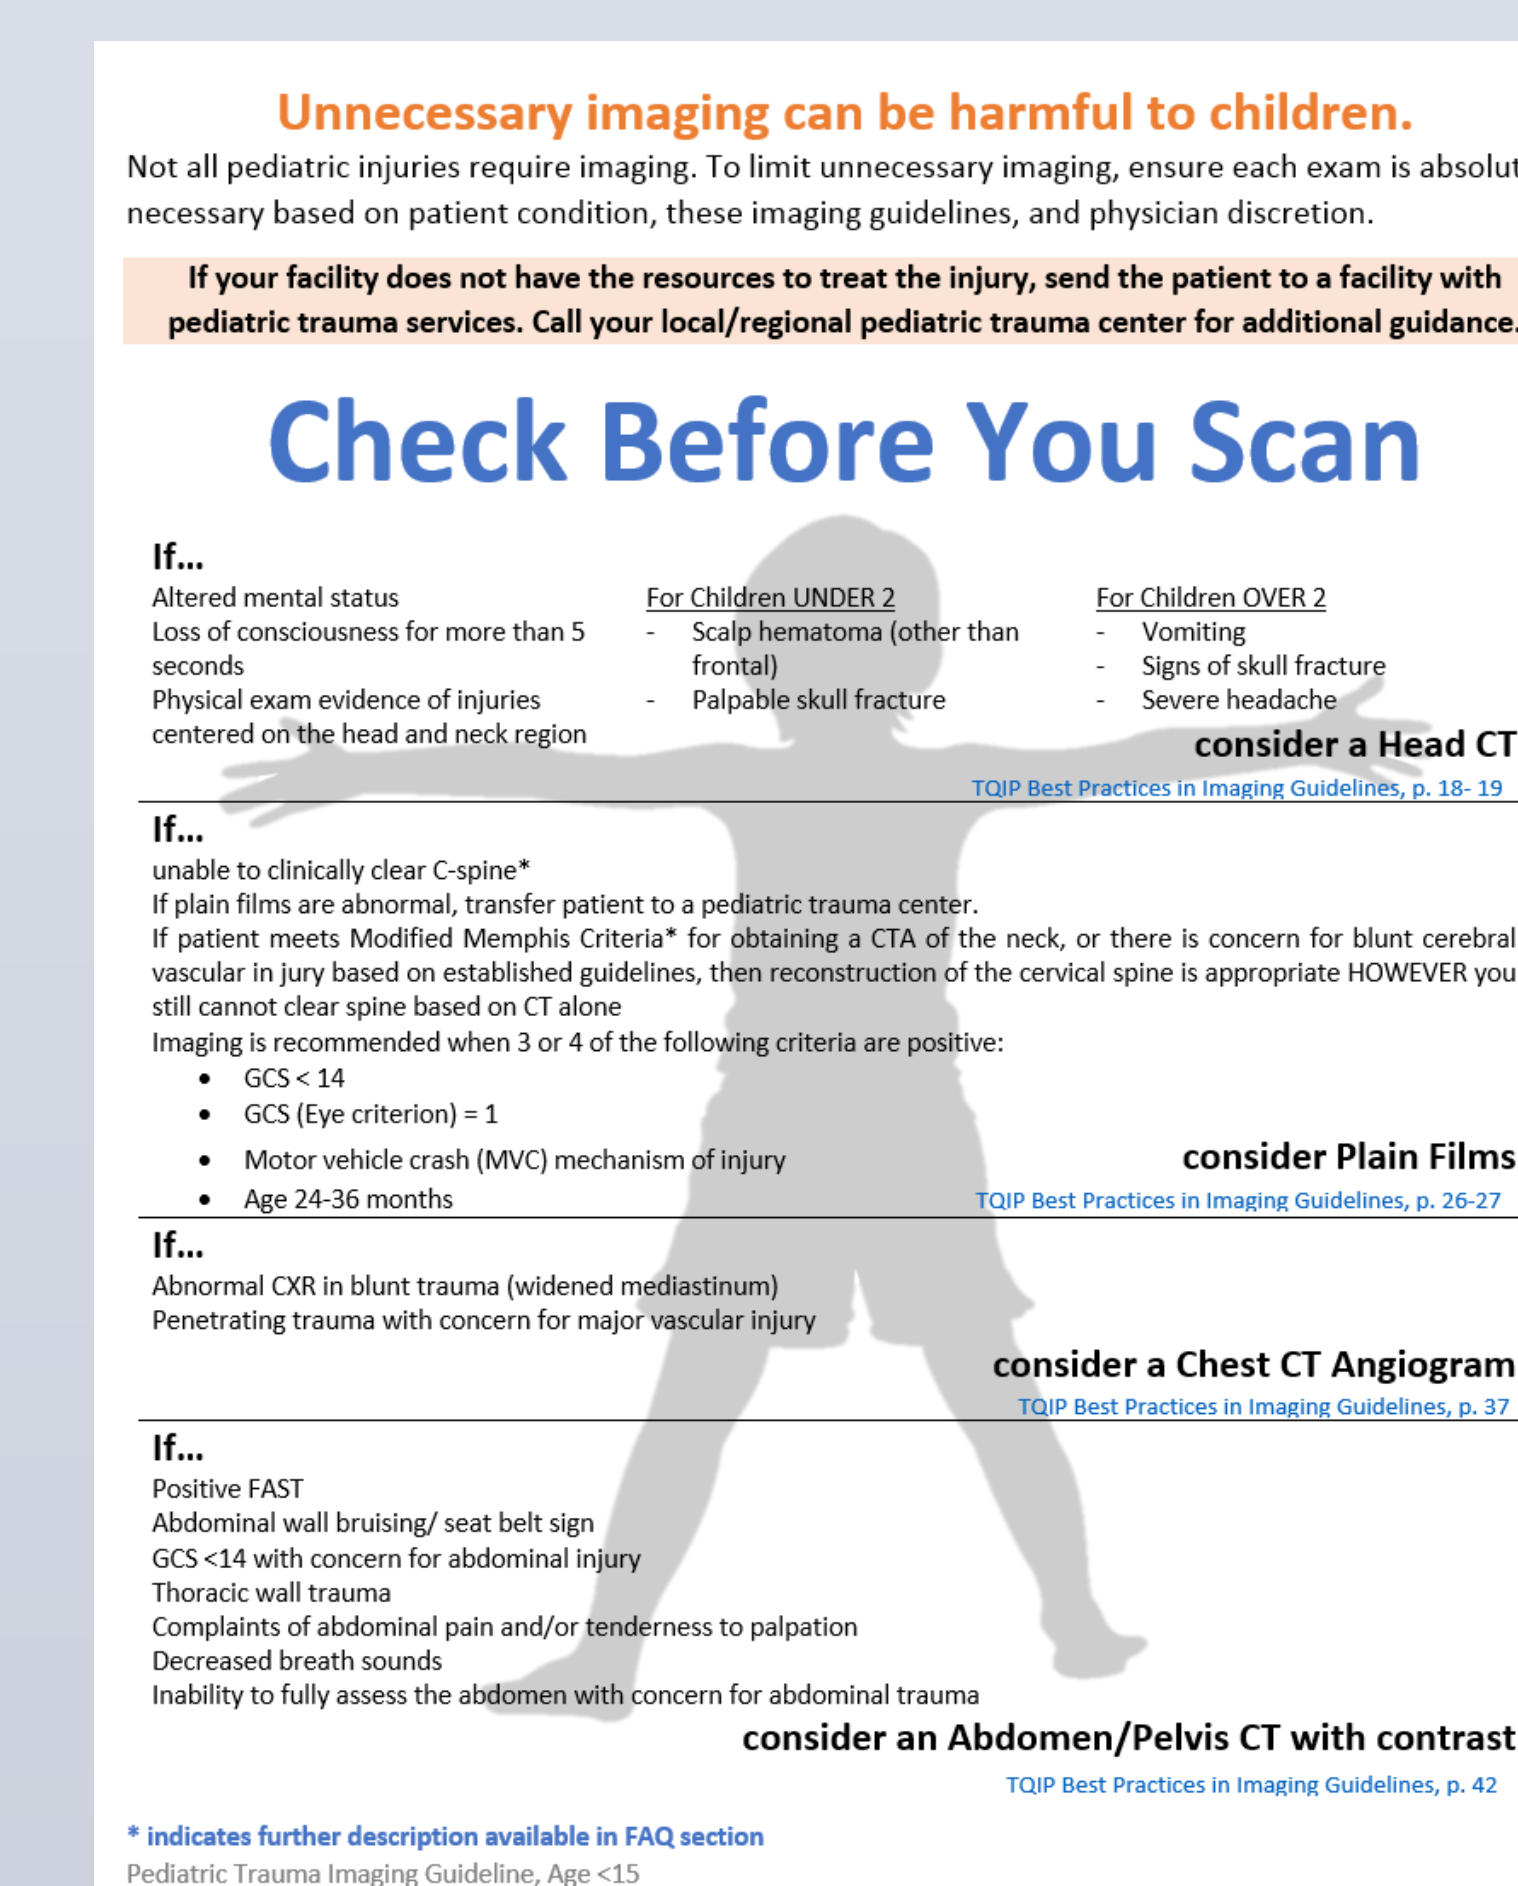 Unnecessary imaging can be harmful to children.
Not all pediatric injuries require imaging. To limit unnecessary imaging, ensure each exam is absolut
necessary based on patient condition, these imaging guidelines, and physician discretion.
If your facility does not have the resources to treat the injury, send the patient to a facility with
pediatric trauma services. Call your local/regional pediatric trauma center for additional guidance.
Check Before You Scan
If...
Altered mental status
Loss of consciousness for more than 5
seconds
Physical exam evidence of injuries
centered on the head and neck region
For Children UNDER 2
- Scalp hematoma (other than
frontal)
- Palpable skull fracture
For Children OVER 2
- Vomiting
- Signs of skull fracture
- Severe headache
consider a Head CT
TQIP Best Practices in Imaging Guidelines, p. 18- 19
If...
unable to clinically clear C-spine*
If plain films are abnormal, transfer patient to a pediatric trauma center.
If patient meets Modified Memphis Criteria* for obtaining a CTA of the neck, or there is concern for blunt cerebral
vascular in jury based on established guidelines, then reconstruction of the cervical spine is appropriate HOWEVER you
still cannot clear spine based on CT alone
Imaging is recommended when 3 or 4 of the following criteria are positive:
• GCS < 14
• GCS (Eye criterion) = 1
• Motor vehicle crash (MVC) mechanism of injury
• Age 24-36 months
consider Plain Films
TQIP Best Practices in Imaging Guidelines, p. 26-27
If...
Abnormal CXR in blunt trauma (widened mediastinum)
Penetrating trauma with concern for major vascular injury
consider a Chest CT Angiogram
TQIP Best Practices in Imaging Guidelines, p. 37
If...
Positive FAST
Abdominal wall bruising/ seat belt sign
GCS <14 with concern for abdominal injury
Thoracic wall trauma
Complaints of abdominal pain and/or tenderness to palpation
Decreased breath sounds
Inability to fully assess the abdomen with concern for abdominal trauma
consider an Abdomen/Pelvis CT with contrast
TQIP Best Practices in Imaging Guidelines, p. 42
* indicates further description available in FAQ section
Pediatric Trauma Imaging Guideline, Age <15